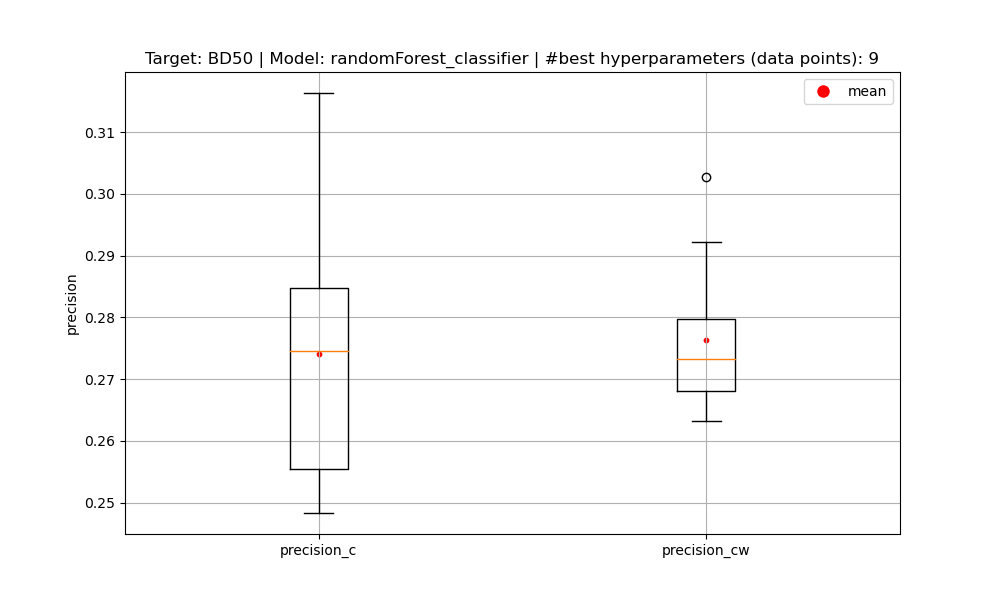 Target: BD50 | Model: randomForest_classifier | #best hyperparameters (data points): 9
mean
0.31
0.30
0.29
0.28
0.27
0.26
0.25
precision
precision_c
precision_cw